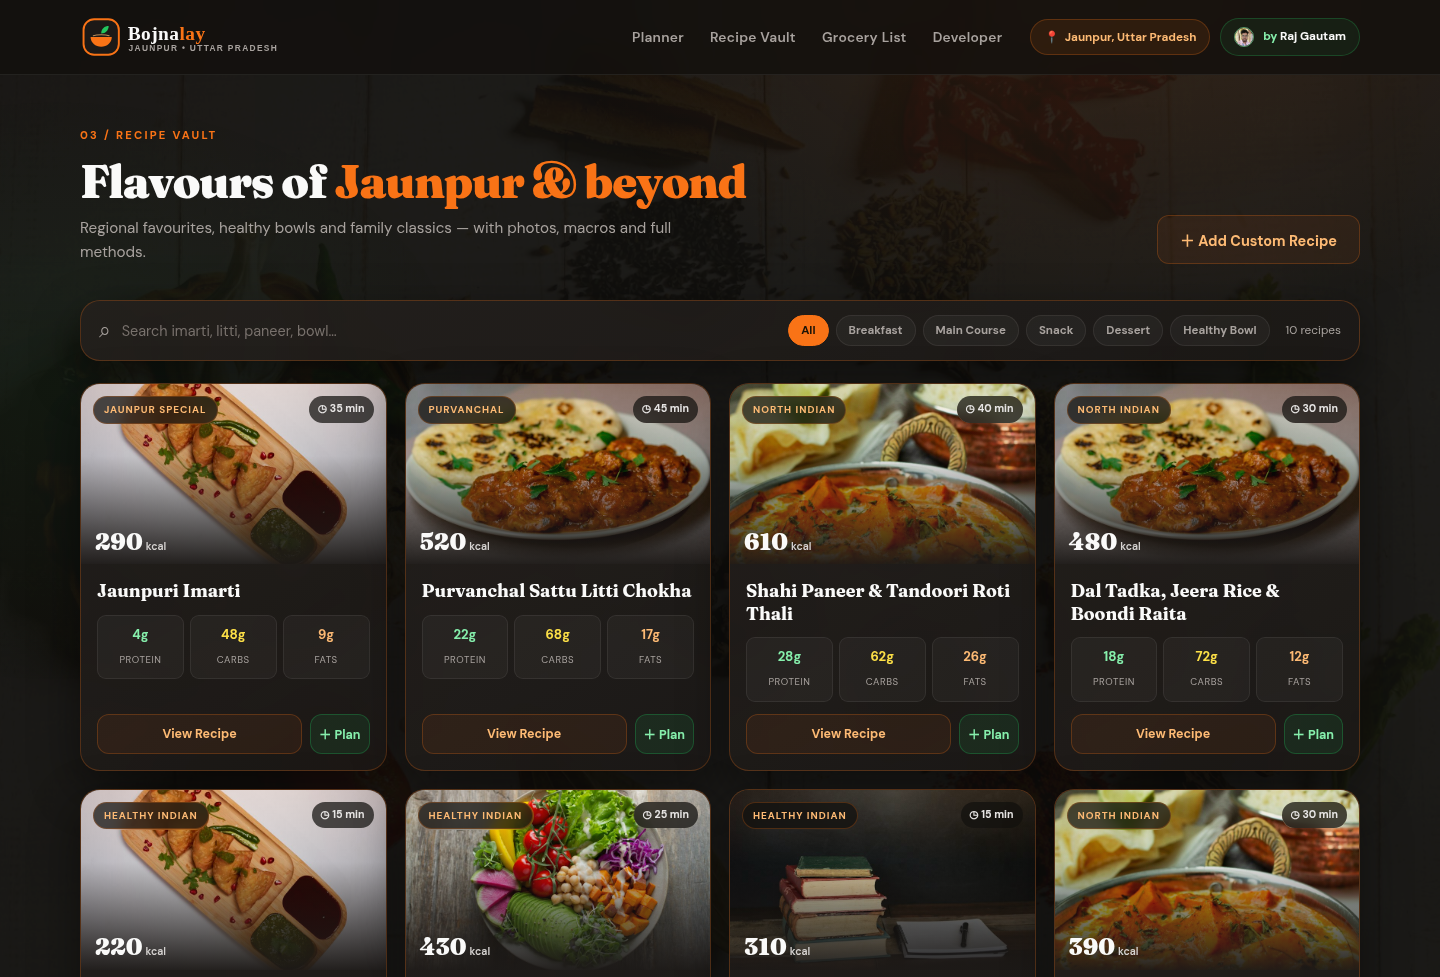 Bojnalay
JAUNPUR • UTTAR PRADESH
Planner
Recipe Vault
Grocery List
Developer
📍 Jaunpur, Uttar Pradesh
by Raj Gautam
03 / RECIPE VAULT
Flavours of Jaunpur & beyond
Regional favourites, healthy bowls and family classics — with photos, macros and full
methods.
+ Add Custom Recipe
Search imarti, litti, paneer, bowl...
All
Breakfast
Main Course
Snack
Dessert
Healthy Bowl
10 recipes
JAUNPUR SPECIAL
35 min
290 kcal
Jaunpuri Imarti
4g
48g
9g
PROTEIN
CARBS
FATS
View Recipe
+ Plan
PURVANCHAL
45 min
520 kcal
Purvanchal Sattu Litti Chokha
22g
68g
17g
PROTEIN
CARBS
FATS
View Recipe
+ Plan
NORTH INDIAN
40 min
610 kcal
Shahi Paneer & Tandoori Roti
Thali
28g
62g
26g
PROTEIN
CARBS
FATS
View Recipe
+ Plan
NORTH INDIAN
30 min
480 kcal
Dal Tadka, Jeera Rice &
Boondi Raita
18g
72g
12g
PROTEIN
CARBS
FATS
View Recipe
+ Plan
HEALTHY INDIAN
15 min
220 kcal
HEALTHY INDIAN
25 min
430 kcal
HEALTHY INDIAN
15 min
310 kcal
NORTH INDIAN
30 min
390 kcal